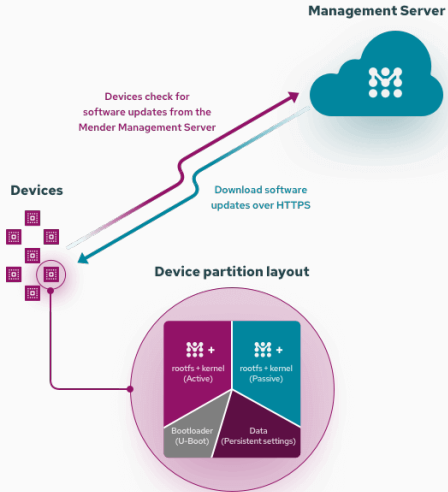 Management Server
Devices check for
software updates from the
Mender Management Server
Devices
Download software
updates over HTTPS
Device partition layout
+
rootfs + kernel
(Active)
+
rootfs + kernel
(Passive)
Bootloader
(U-Boot)
Data
(Persistent settings)